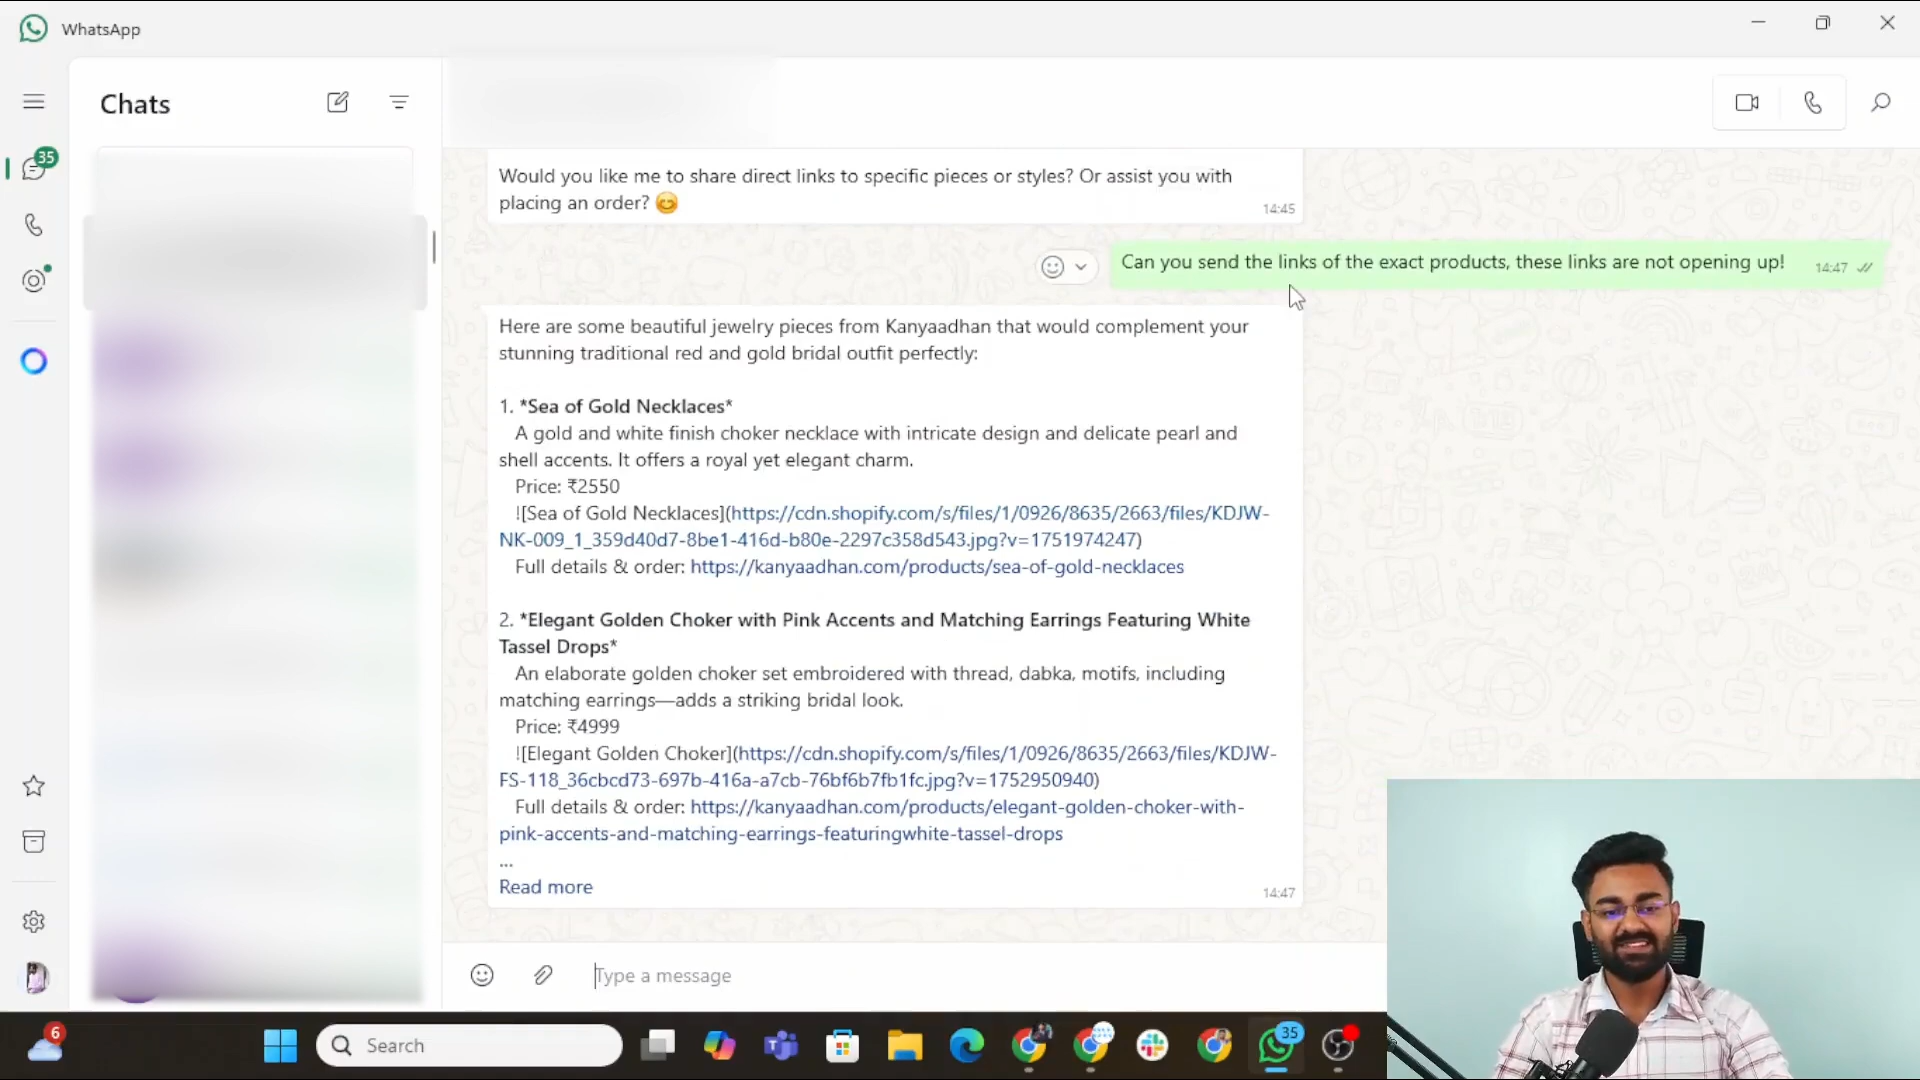 WhatsApp
Chats
35
Would you like me to share direct links to specific pieces or styles? Or assist you with
placing an order? 😊
14:45
Can you send the links of the exact products, these links are not opening up!
14:47
Here are some beautiful jewelry pieces from Kanyaadhan that would complement your
stunning traditional red and gold bridal outfit perfectly:
1. *Sea of Gold Necklaces*
A gold and white finish choker necklace with intricate design and delicate pearl and
shell accents. It offers a royal yet elegant charm.
Price: ₹2550
![Sea of Gold Necklaces](https://cdn.shopify.com/s/files/1/0926/8635/2663/files/KDJW-
NK-009_1_359d40d7-8be1-416d-b80e-2297c358d543.jpg?v=1751974247)
Full details & order: https://kanyaadhan.com/products/sea-of-gold-necklaces
2. *Elegant Golden Choker with Pink Accents and Matching Earrings Featuring White
Tassel Drops*
An elaborate golden choker set embroidered with thread, dabka, motifs, including
matching earrings—adds a striking bridal look.
Price: ₹4999
![Elegant Golden Choker](https://cdn.shopify.com/s/files/1/0926/8635/2663/files/KDJW-
FS-118_36cbcd73-697b-416a-a7cb-76bf6b7fb1fc.jpg?v=1752950940)
Full details & order: https://kanyaadhan.com/products/elegant-golden-choker-with-
pink-accents-and-matching-earrings-featuringwhite-tassel-drops
...
Read more
14:47
Type a message
6
Search
35